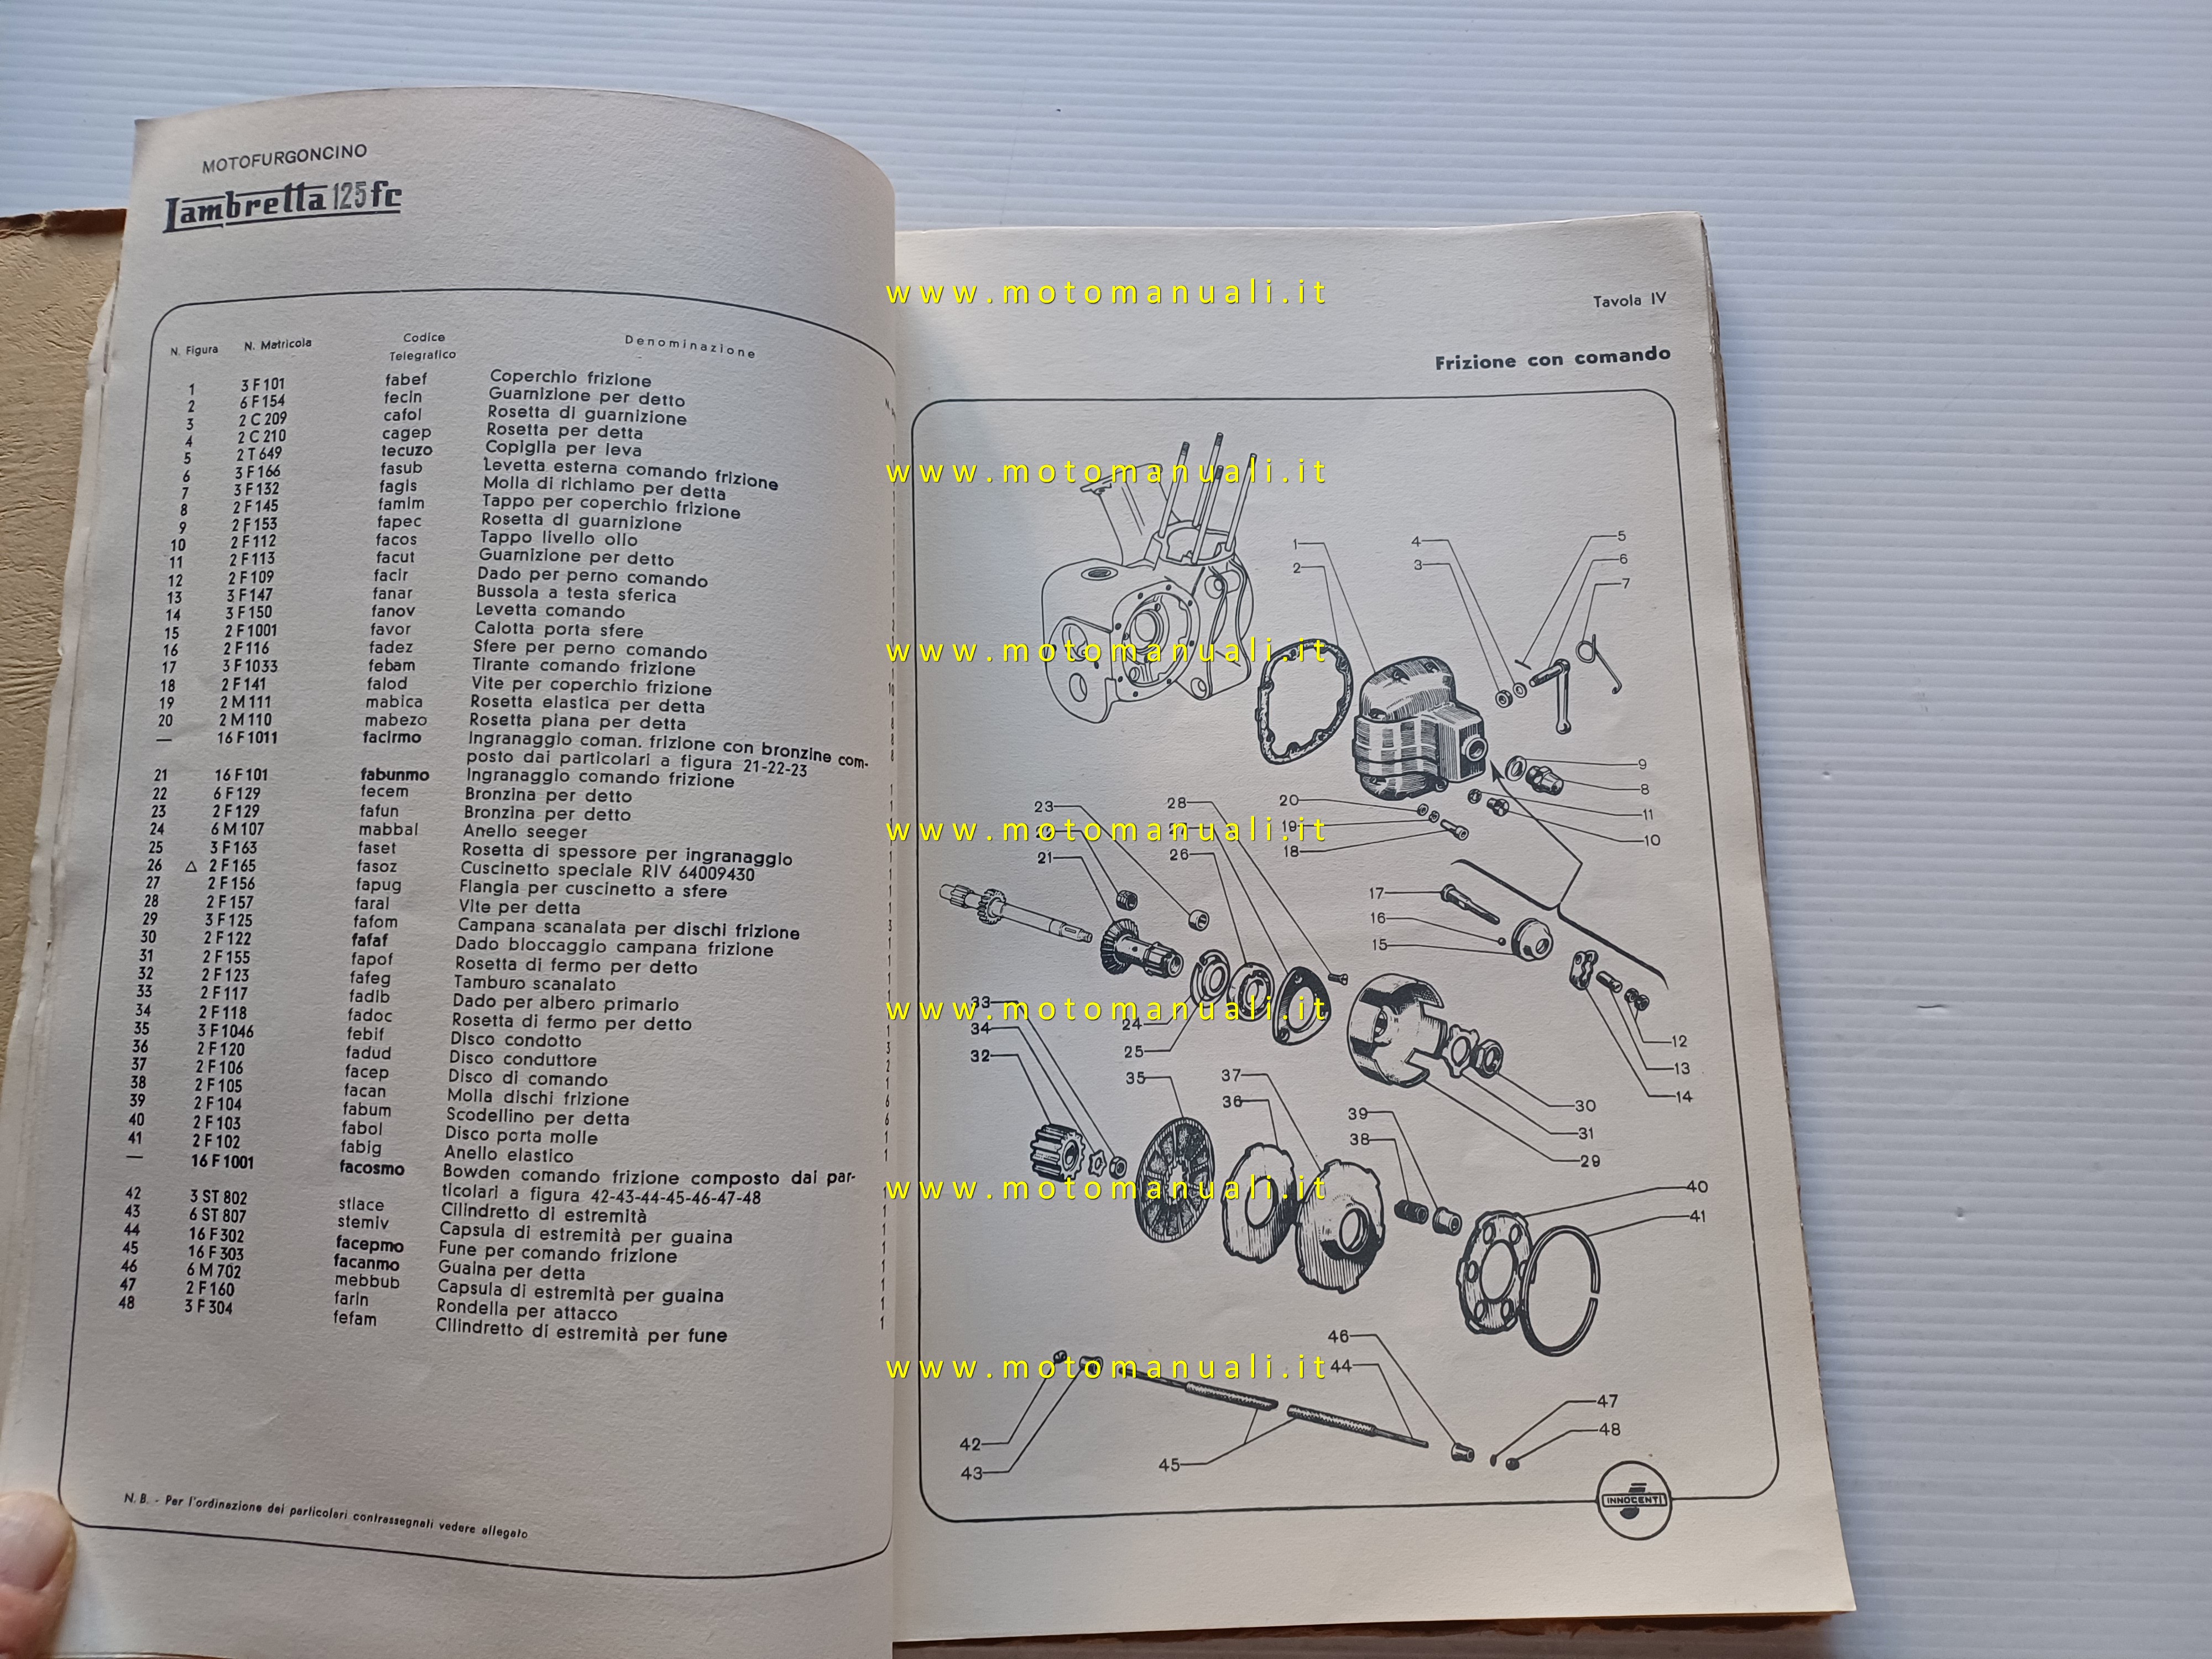 MOTOFURGONCINO
Lambretta 125 fc
N. Figura N. Matricola Codice Telegrafico Denominazione
1 3 F 101 fabef Coperchio frizione
2 6 F 154 fecin Guarnizione per detto
3 2 C 209 cafol Rosetta di guarnizione
4 2 C 210 cagep Rosetta per detta
5 2 T 649 tecuzo Copiglia per leva
6 3 F 166 fasub Levetta esterna comando frizione
7 3 F 132 fagis Molla di richiamo per detta
8 2 F 145 famim Tappo per coperchio frizione
9 2 F 153 fapec Rosetta di guarnizione
10 2 F 112 facos Tappo livello olio
11 2 F 113 facut Guarnizione per detto
12 2 F 109 facir Dado per perno comando
13 3 F 147 fanar Bussola a testa sferica
14 3 F 150 fanov Levetta comando
15 2 F 1001 favor Calotta porta sfere
16 2 F 116 fadez Sfere per perno comando
17 3 F 1033 febam Tirante comando frizione
18 2 F 141 falod Vite per coperchio frizione
19 2 M 111 mabica Rosetta elastica per detta
20 2 M 110 mabezo Rosetta piana per detta
— 16 F 1011 facirmo Ingranaggio coman. frizione con bronzine com-
posto dai particolari a figura 21-22-23
21 16 F 101 fabunmo Ingranaggio comando frizione
22 6 F 129 fecem Bronzina per detto
23 2 F 129 fafun Bronzina per detto
24 6 M 107 mabbal Anello seeger
25 3 F 163 faset Rosetta di spessore per ingranaggio
26 △ 2 F 165 fasoz Cuscinetto speciale RIV 64009430
27 2 F 156 fapug Flangia per cuscinetto a sfere
28 2 F 157 faral Vite per detta 3
29 3 F 125 fafom Campana scanalata per dischi frizione 1
30 2 F 122 fafaf Dado bloccaggio campana frizione 1
31 2 F 155 fapof Rosetta di fermo per detto 1
32 2 F 123 fafeg Tamburo scanalato 1
33 2 F 117 fadib Dado per albero primario
34 2 F 118 fadoc Rosetta di fermo per detto 1
35 3 F 1046 febif Disco condotto 3
36 2 F 120 fadud Disco conduttore 2
37 2 F 106 facep Disco di comando 1
38 2 F 105 facan Molla dischi frizione 6
39 2 F 104 fabum Scodellino per detta 6
40 2 F 103 fabol Disco porta molle 1
41 2 F 102 fabig Anello elastico 1
— 16 F 1001 facosmo Bowden comando frizione composto dai par-
ticolari a figura 42-43-44-45-46-47-48 1
42 3 ST 802 stiace Cilindretto di estremità 1
43 6 ST 807 stemiv Capsula di estremità per guaina 1
44 16 F 302 facepmo Fune per comando frizione 1
45 16 F 303 facanmo Guaina per detta 1
46 6 M 702 mebbub Capsula di estremità per guaina 1
47 2 F 160 farin Rondella per attacco 1
48 3 F 304 fefam Cilindretto di estremità per fune 1
N. B. - Per l'ordinazione dei particolari contrassegnati vedere allegato
Tavola IV
Frizione con comando
www.motomanuali.it
www.motomanuali.it
www.motomanuali.it
www.motomanuali.it
www.motomanuali.it
www.motomanuali.it
www.motomanuali.it
1 4 5
2 3 6
7
9
8
11
10
20
19
18
23 28
21 26
17
16
15
24
25
33
34
32
12
13
14
30
31
29
35 37
36
39
38
40
41
46
44
47
48
42
43
45
INNOCENTI